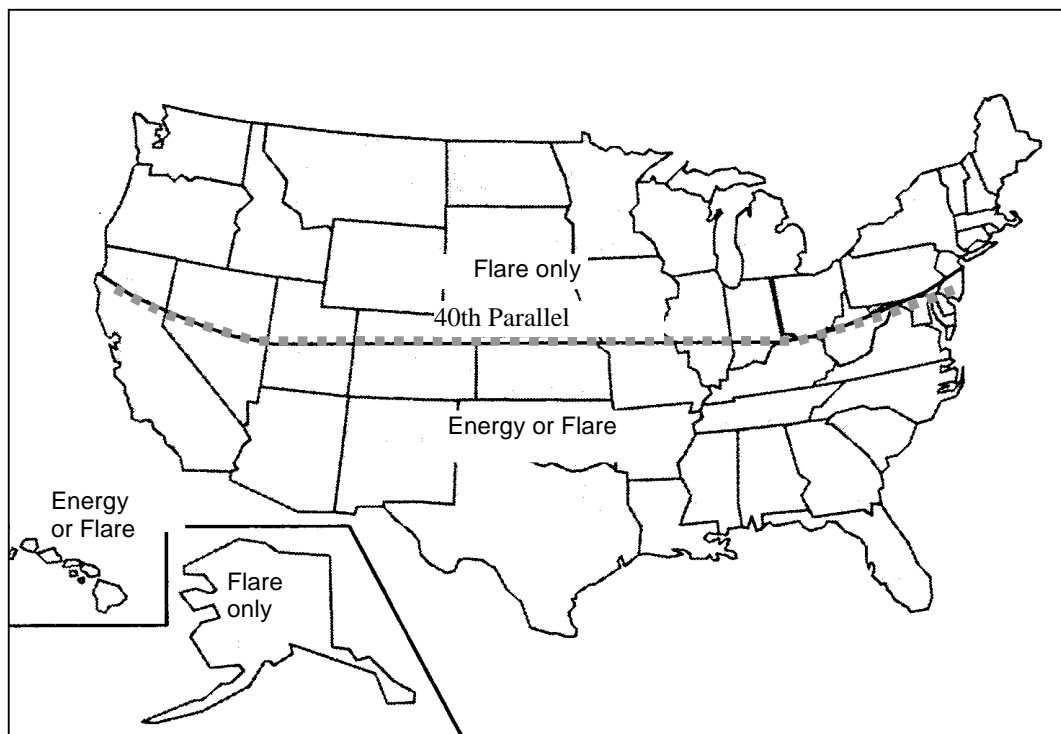 Flare only
40th Parallel
Energy or Flare
Energy
or Flare
Flare
only